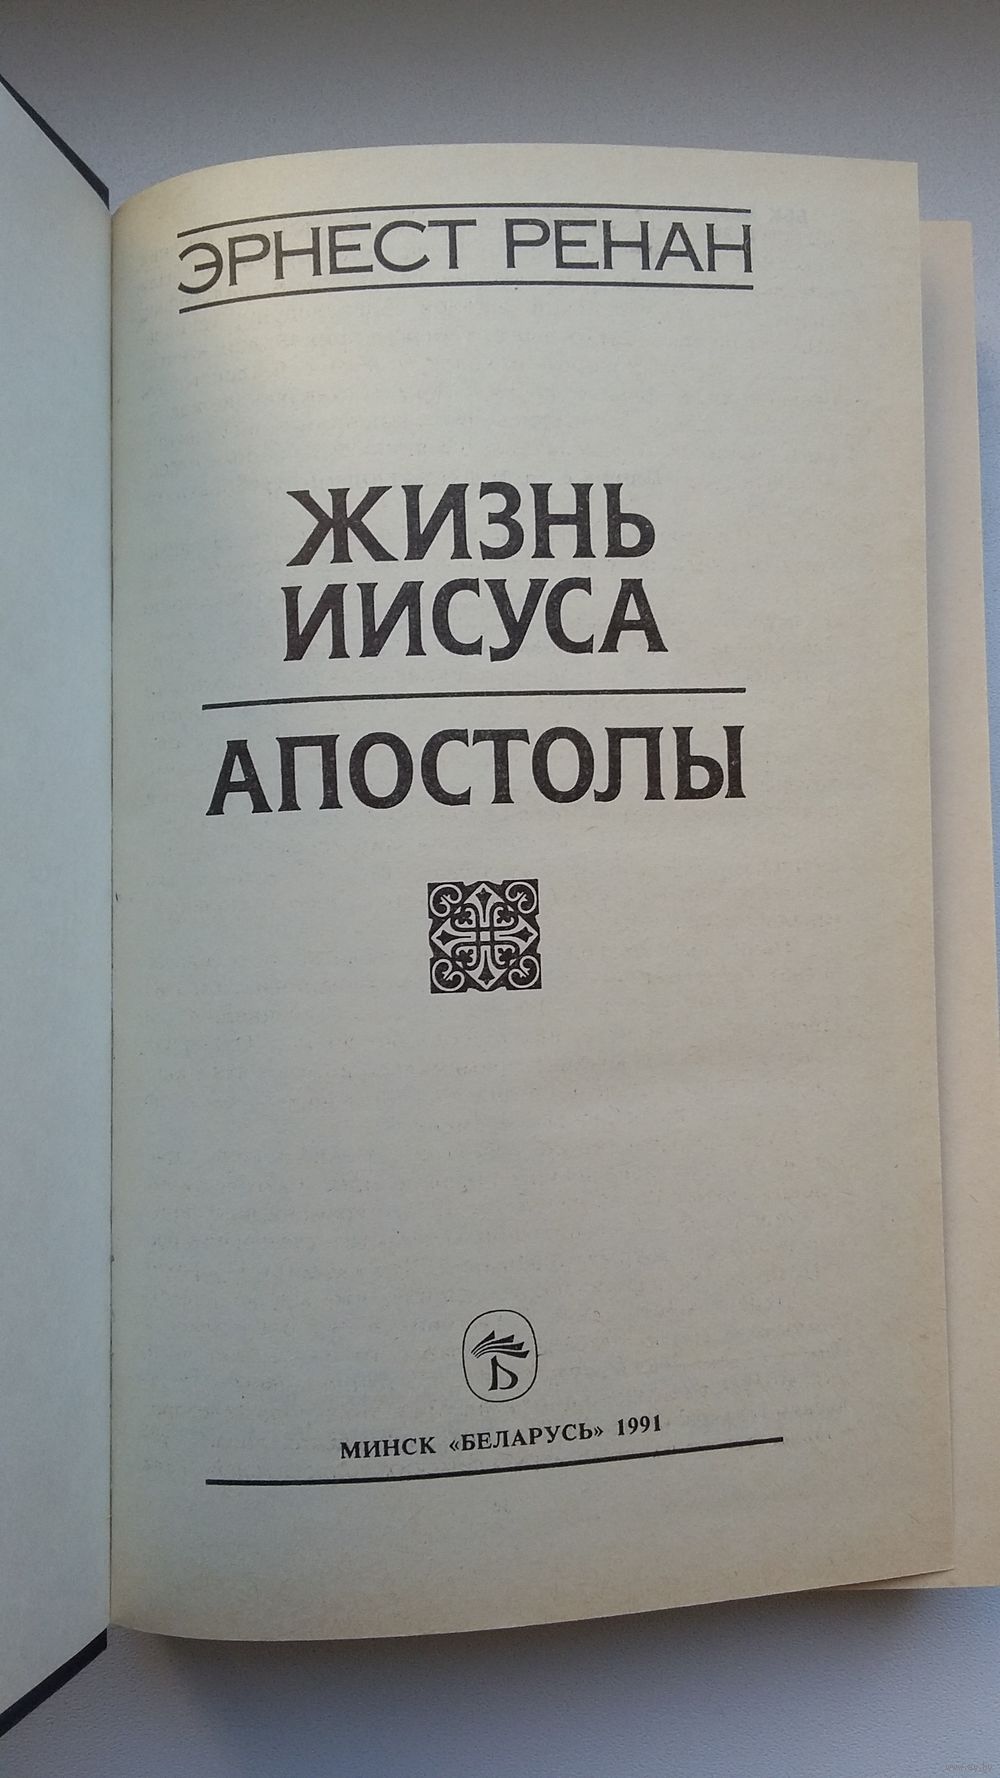 ЭРНЕСТ РЕНАН
ЖИЗНЬ
ИИСУСА
АПОСТОЛЫ
Б
МИНСК «БЕЛАРУСЬ» 1991